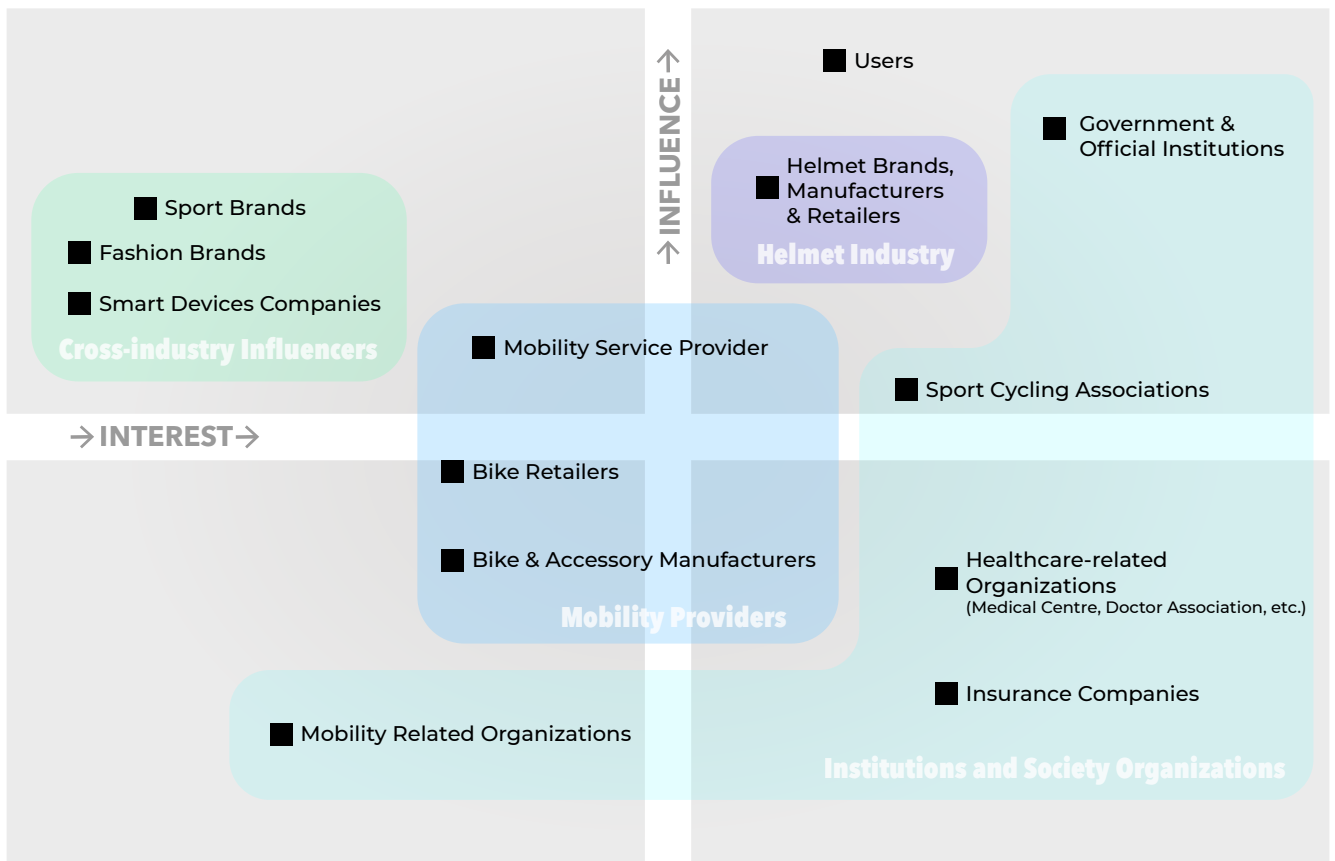 Users
Government &
Official Institutions
→INFLUENCE→
Helmet Brands,
Manufacturers
& Retailers
Helmet Industry
Sport Brands
Fashion Brands
Smart Devices Companies
Cross-industry Influencers
Mobility Service Provider
Sport Cycling Associations
→INTEREST→
Bike Retailers
Bike & Accessory Manufacturers
Mobility Providers
Healthcare-related
Organizations
(Medical Centre, Doctor Association, etc.)
Insurance Companies
Mobility Related Organizations
Institutions and Society Organizations